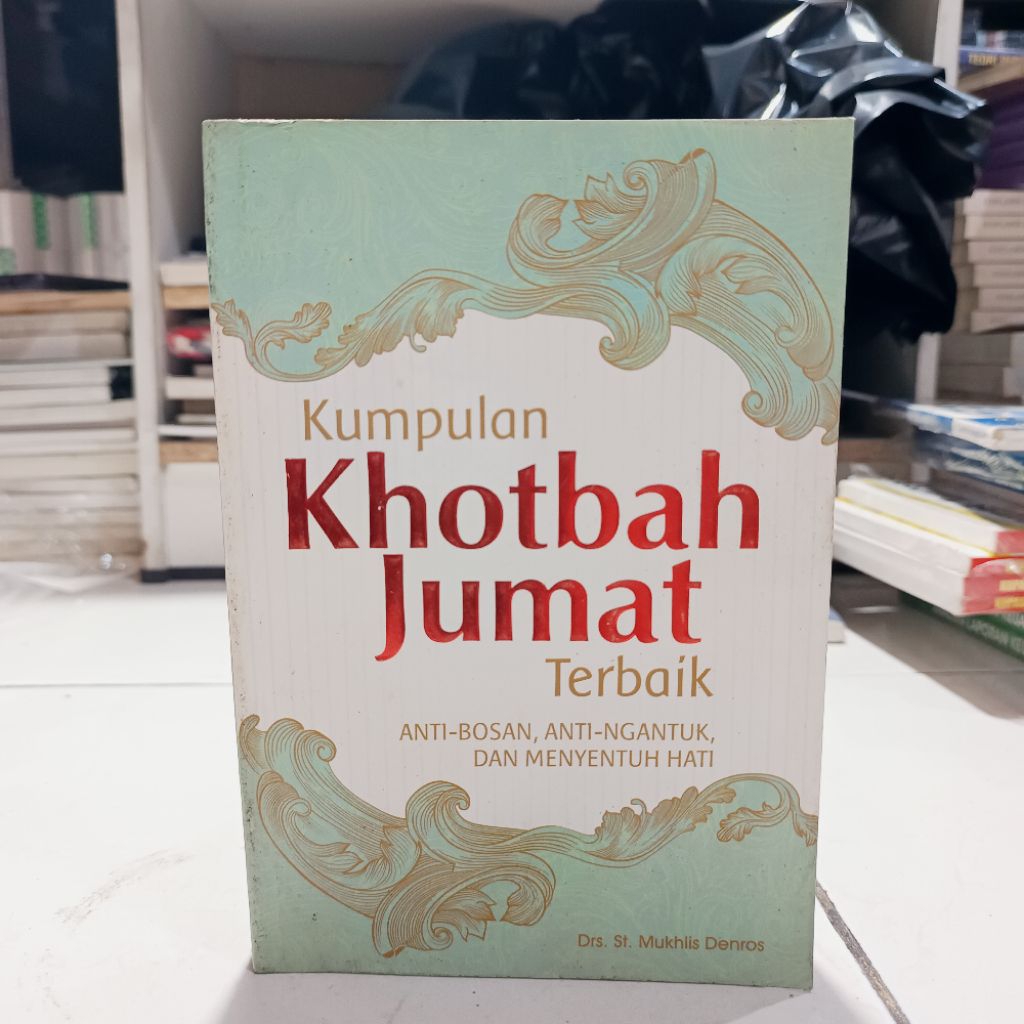 Kumpulan
Khotbah
Jumat
Terbaik
ANTI-BOSAN, ANTI-NGANTUK,
DAN MENYENTUH HATI
Drs. St. Mukhlis Denros